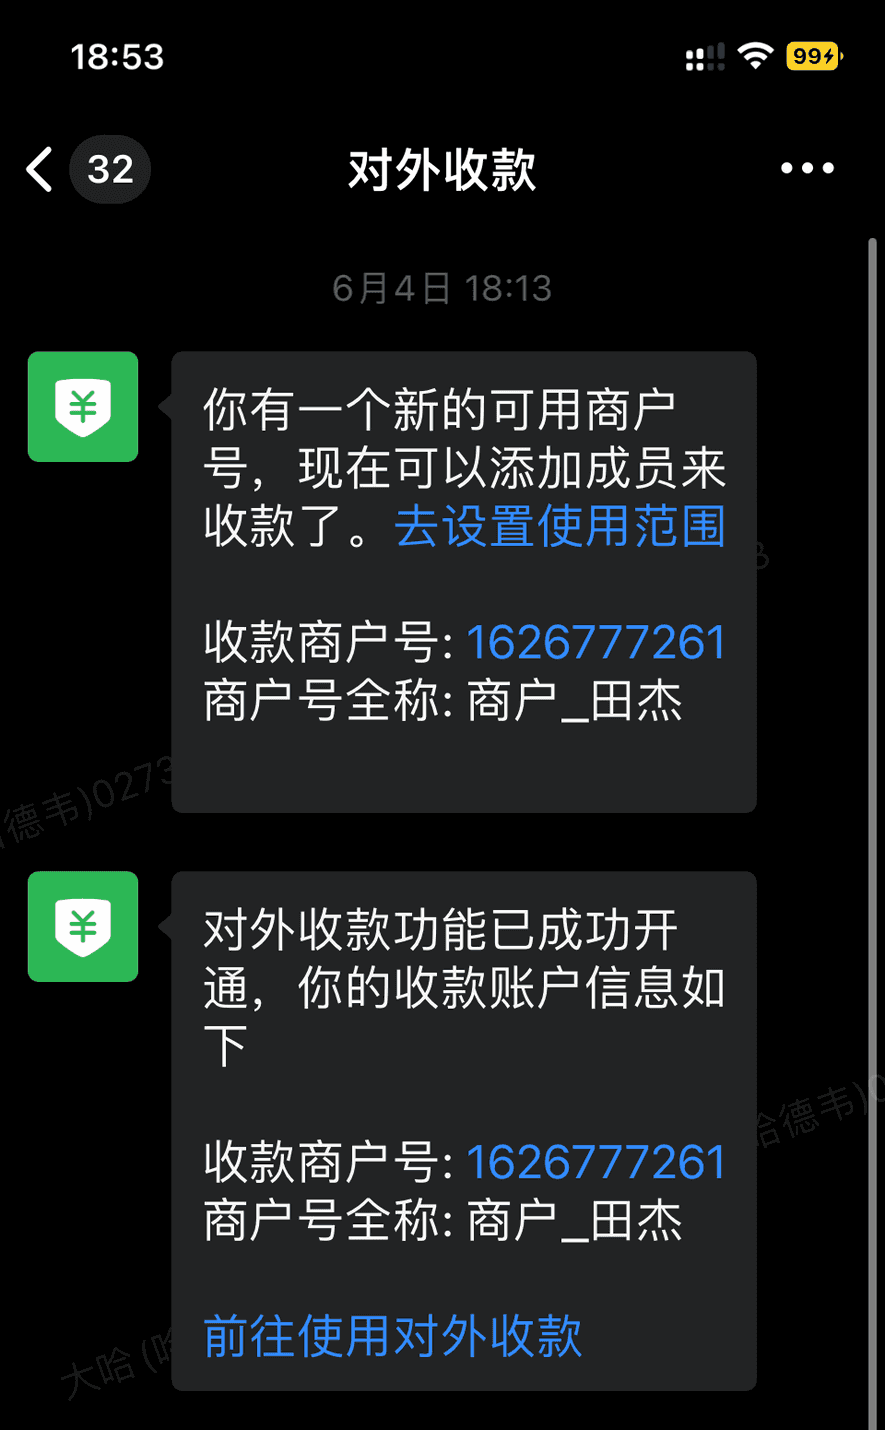 18:53
99
32
对外收款
6月4日 18:13
你有一个新的可用商户
号，现在可以添加成员来
收款了。去设置使用范围
收款商户号: 1626777261
商户号全称: 商户_田杰
德韦)0273
对外收款功能已成功开
通，你的收款账户信息如
下
哈德韦)0
收款商户号: 1626777261
商户号全称: 商户_田杰
前往使用对外收款
大哈(哈